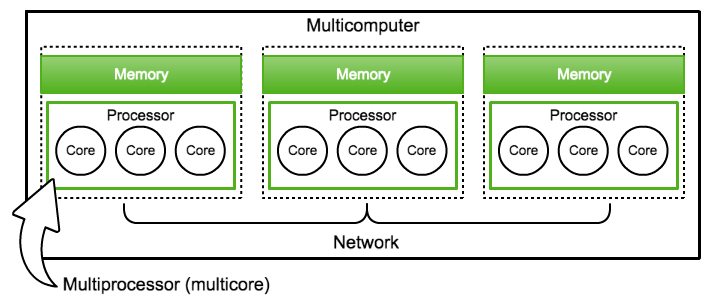 Multicomputer
Memory Memory Memory
Processor Processor Processor
Core Core Core Core Core Core Core Core Core
Network
Multiprocessor (multicore)